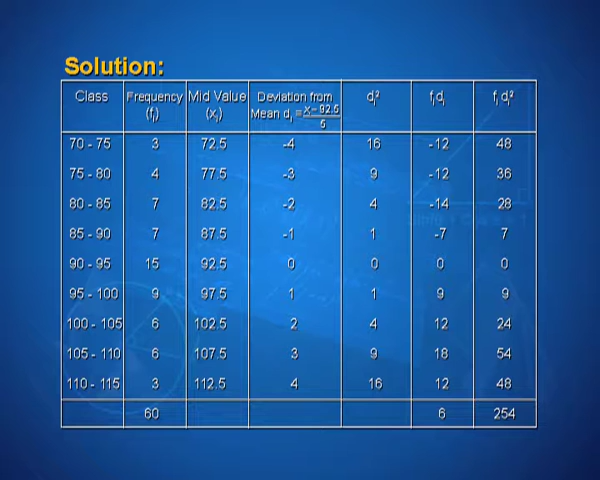 Solution:
Class Frequency (fᵢ) Mid Value (xᵢ) Deviation from Mean dᵢ = x − 92.5 / 5 dᵢ² fᵢdᵢ fᵢ dᵢ²
70 - 75 3 72.5 -4 16 -12 48
75 - 80 4 77.5 -3 9 -12 36
80 - 85 7 82.5 -2 4 -14 28
85 - 90 7 87.5 -1 1 -7 7
90 - 95 15 92.5 0 0 0 0
95 - 100 9 97.5 1 1 9 9
100 - 105 6 102.5 2 4 12 24
105 - 110 6 107.5 3 9 18 54
110 - 115 3 112.5 4 16 12 48
60 6 254